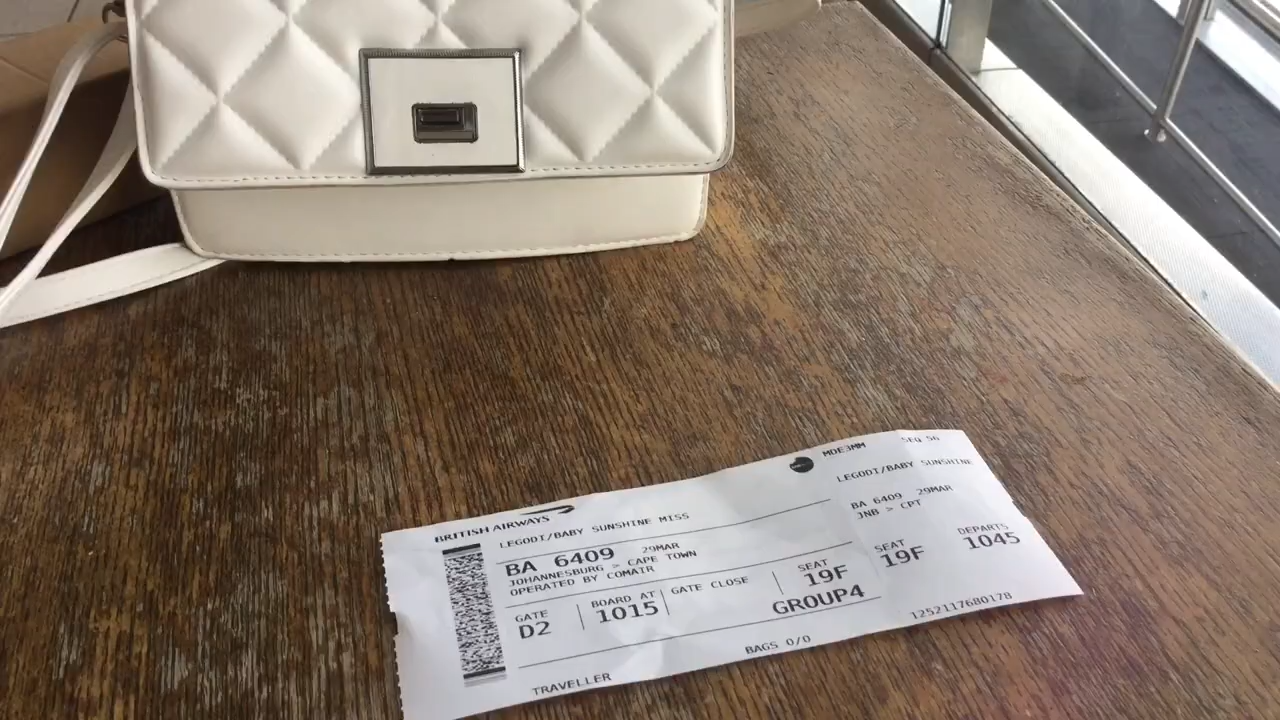 BRITISH AIRWAYS
LEGODI/BABY SUNSHINE MISS
BA 6409 29MAR
JOHANNESBURG > CAPE TOWN
OPERATED BY COMAIR
GATE
D2
BOARD AT
1015
GATE CLOSE
SEAT
19F
GROUP4
BAGS 0/0
TRAVELLER
MDE3MM SEQ 56
LEGODI/BABY SUNSHINE
BA 6409 29MAR
JNB > CPT
SEAT
19F
DEPARTS
1045
1252117680178